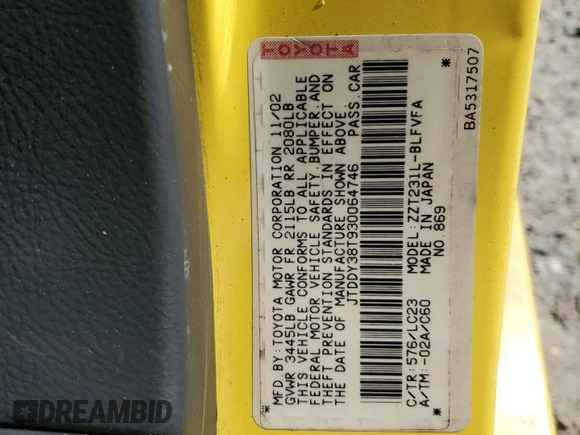 TOYOTA
MFD.BY:TOYOTA MOTOR CORPORATION 11/02
GVWR 3445LB GAWR FR 2115LB RR 2080LB
THIS VEHICLE CONFORMS TO ALL APPLICABLE
FEDERAL MOTOR VEHICLE SAFETY,BUMPER,AND
THEFT PREVENTION STANDARDS IN EFFECT ON
THE DATE OF MANUFACTURE SHOWN ABOVE.
JTDDY38T930064746 PASS.CAR
C/TR:576/LC23 MODEL:ZZT231L-BLFVFA
A/TM:-02A/C60 MADE IN JAPAN
* NO.869 *
BA5317507
DREAMBID